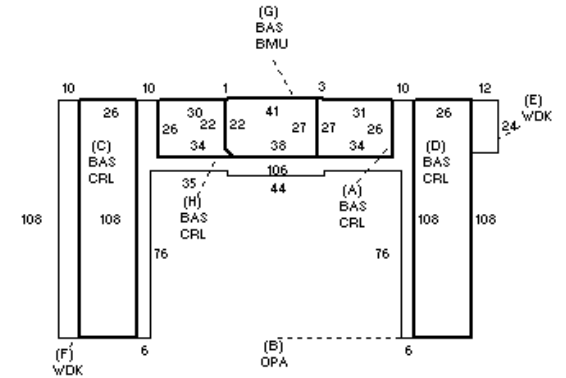 (G)
BAS
BMU
10 10 1 3 10 12
(E)
WDK
26 30 41 31 26
26 22 22 27 27 26 24
(C)
BAS
CRL
34 38 34
(D)
BAS
CRL
106
35 44
(H)
BAS
CRL
(A)
BAS
CRL
108 108 108 108
76 76
(F)
WDK
6
(B)
OPA
6